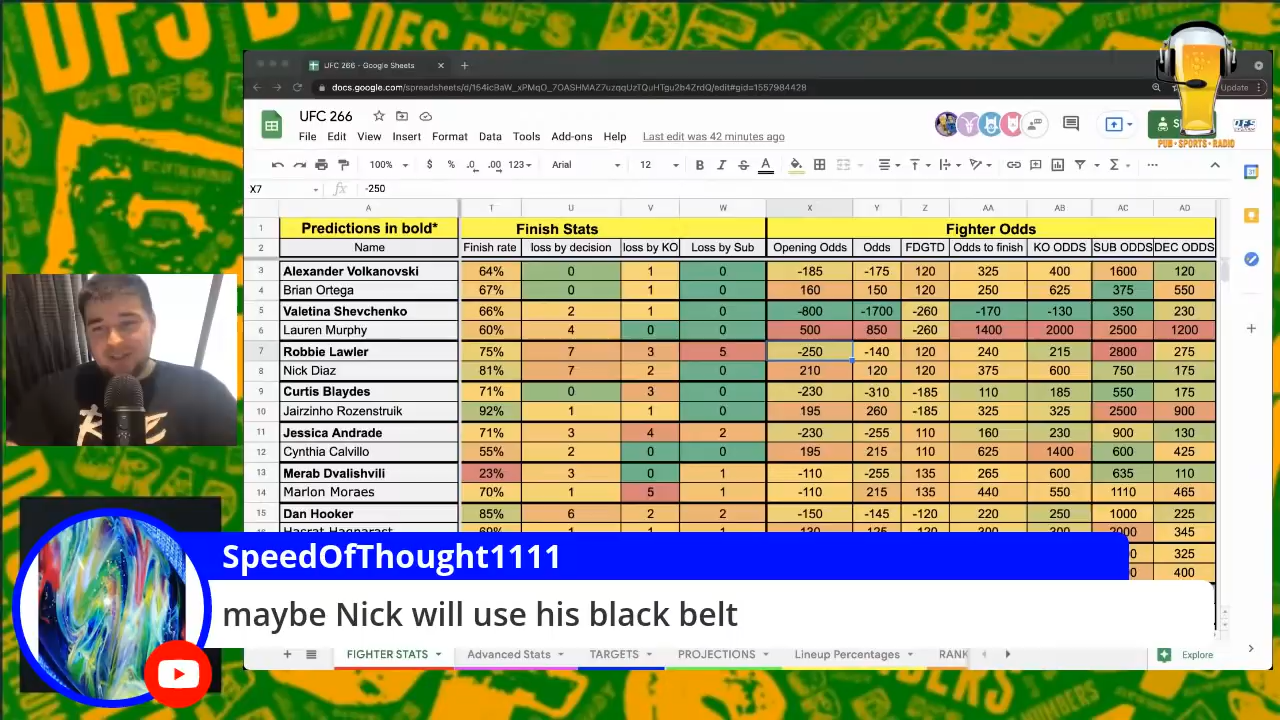 UFC 266 - Google Sheets
docs.google.com/spreadsheets/d/154icBaW_xPMqO_7OASHMAZ7uzqqUzTQuHTgu2b4ZrdQ/edit#gid=1557984428
Update
UFC 266
File Edit View Insert Format Data Tools Add-ons Help Last edit was 42 minutes ago
PUB·SPORTS·RADIO
100% $ % .0 .00 123 Arial 12 B I S A
X7 fx -250
A T U V W X Y Z AA AB AC AD
1 Predictions in bold* Finish Stats Fighter Odds
2 Name Finish rate loss by decision loss by KO Loss by Sub Opening Odds Odds FDGTD Odds to finish KO ODDS SUB ODDS DEC ODDS
3 Alexander Volkanovski 64% 0 1 0 -185 -175 120 325 400 1600 120
4 Brian Ortega 67% 0 1 0 160 150 120 250 625 375 550
5 Valetina Shevchenko 66% 2 1 0 -800 -1700 -260 -170 -130 350 230
6 Lauren Murphy 60% 4 0 0 500 850 -260 1400 2000 2500 1200
7 Robbie Lawler 75% 7 3 5 -250 -140 120 240 215 2800 275
8 Nick Diaz 81% 7 2 0 210 120 120 375 600 750 175
9 Curtis Blaydes 71% 0 3 0 -230 -310 -185 110 185 550 175
10 Jairzinho Rozenstruik 92% 1 1 0 195 260 -185 325 325 2500 900
11 Jessica Andrade 71% 3 4 2 -230 -255 110 160 230 900 130
12 Cynthia Calvillo 55% 2 0 0 195 215 110 625 1400 600 425
13 Merab Dvalishvili 23% 3 0 1 -110 -255 135 265 600 635 110
14 Marlon Moraes 70% 1 5 1 -110 215 135 440 550 1110 465
15 Dan Hooker 85% 6 2 2 -150 -145 -120 220 250 1000 225
345
325
400
SpeedOfThought1111
maybe Nick will use his black belt
FIGHTER STATS Advanced Stats TARGETS PROJECTIONS Lineup Percentages RANK Explore